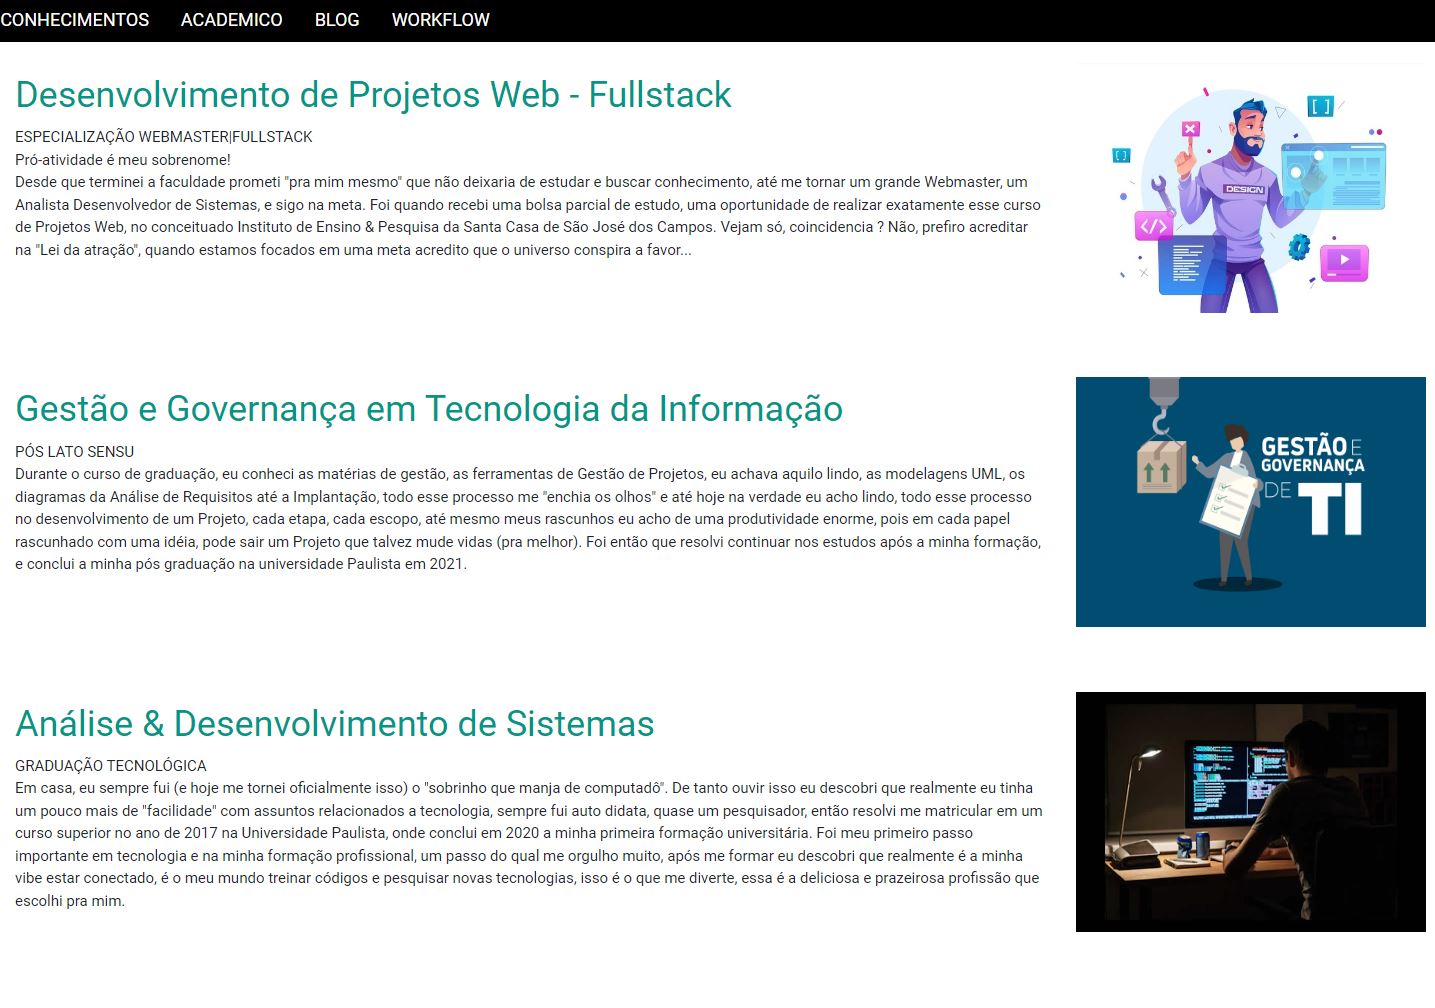 CONHECIMENTOS ACADEMICO BLOG WORKFLOW
Desenvolvimento de Projetos Web - Fullstack
ESPECIALIZAÇÃO WEBMASTER|FULLSTACK
Pró-atividade é meu sobrenome!
Desde que terminei a faculdade prometi "pra mim mesmo" que não deixaria de estudar e buscar conhecimento, até me tornar um grande Webmaster, um
Analista Desenvolvedor de Sistemas, e sigo na meta. Foi quando recebi uma bolsa parcial de estudo, uma oportunidade de realizar exatamente esse curso
de Projetos Web, no conceituado Instituto de Ensino & Pesquisa da Santa Casa de São José dos Campos. Vejam só, coincidencia ? Não, prefiro acreditar
na "Lei da atração", quando estamos focados em uma meta acredito que o universo conspira a favor...
[ ]
[ ]
DESIGN
</>
Gestão e Governança em Tecnologia da Informação
PÓS LATO SENSU
Durante o curso de graduação, eu conheci as matérias de gestão, as ferramentas de Gestão de Projetos, eu achava aquilo lindo, as modelagens UML, os
diagramas da Análise de Requisitos até a Implantação, todo esse processo me "enchia os olhos" e até hoje na verdade eu acho lindo, todo esse processo
no desenvolvimento de um Projeto, cada etapa, cada escopo, até mesmo meus rascunhos eu acho de uma produtividade enorme, pois em cada papel
rascunhado com uma idéia, pode sair um Projeto que talvez mude vidas (pra melhor). Foi então que resolvi continuar nos estudos após a minha formação,
e conclui a minha pós graduação na universidade Paulista em 2021.
GESTÃO E
GOVERNANÇA
DE TI
Análise & Desenvolvimento de Sistemas
GRADUAÇÃO TECNOLÓGICA
Em casa, eu sempre fui (e hoje me tornei oficialmente isso) o "sobrinho que manja de computadô". De tanto ouvir isso eu descobri que realmente eu tinha
um pouco mais de "facilidade" com assuntos relacionados a tecnologia, sempre fui auto didata, quase um pesquisador, então resolvi me matricular em um
curso superior no ano de 2017 na Universidade Paulista, onde conclui em 2020 a minha primeira formação universitária. Foi meu primeiro passo
importante em tecnologia e na minha formação profissional, um passo do qual me orgulho muito, após me formar eu descobri que realmente é a minha
vibe estar conectado, é o meu mundo treinar códigos e pesquisar novas tecnologias, isso é o que me diverte, essa é a deliciosa e prazeirosa profissão que
escolhi pra mim.